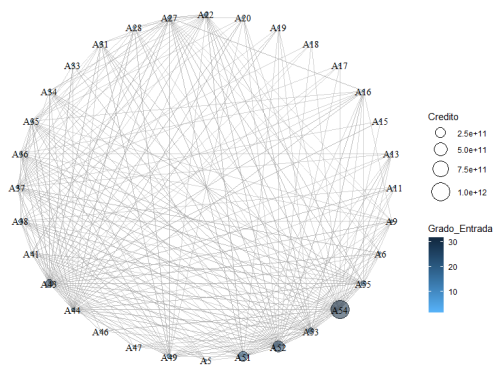 A22
A27
A20
A28
A19
A31
A18
A33
A17
A34
A16
A35
A15
A36
A13
A37
A11
A38
A9
A41
A6
A43
A55
A44
A54
A46
A53
A47
A52
A49
A5
A51
Credito
2.5e+11
5.0e+11
7.5e+11
1.0e+12
Grado_Entrada
30
20
10